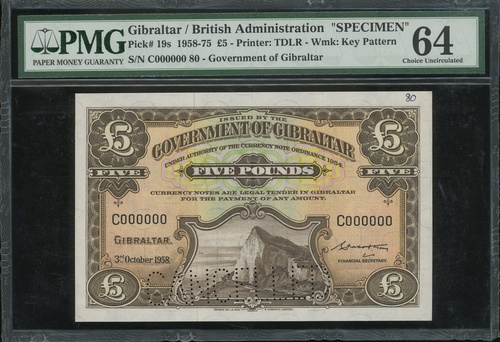 PMG
PAPER MONEY GUARANTY
Gibraltar / British Administration "SPECIMEN"
Pick# 19s 1958-75 £5 - Printer: TDLR - Wmk: Key Pattern
S/N C000000 80 - Government of Gibraltar
64
Choice Uncirculated
80
ISSUED BY THE
GOVERNMENT OF GIBRALTAR
UNDER AUTHORITY OF THE CURRENCY NOTE ORDINANCE 1934.
£5
£5
FIVE
FIVE POUNDS
FIVE
CURRENCY NOTES ARE LEGAL TENDER IN GIBRALTAR
FOR THE PAYMENT OF ANY AMOUNT.
C000000
C000000
GIBRALTAR,
3rd October 1958.
FINANCIAL SECRETARY.
£5
£5